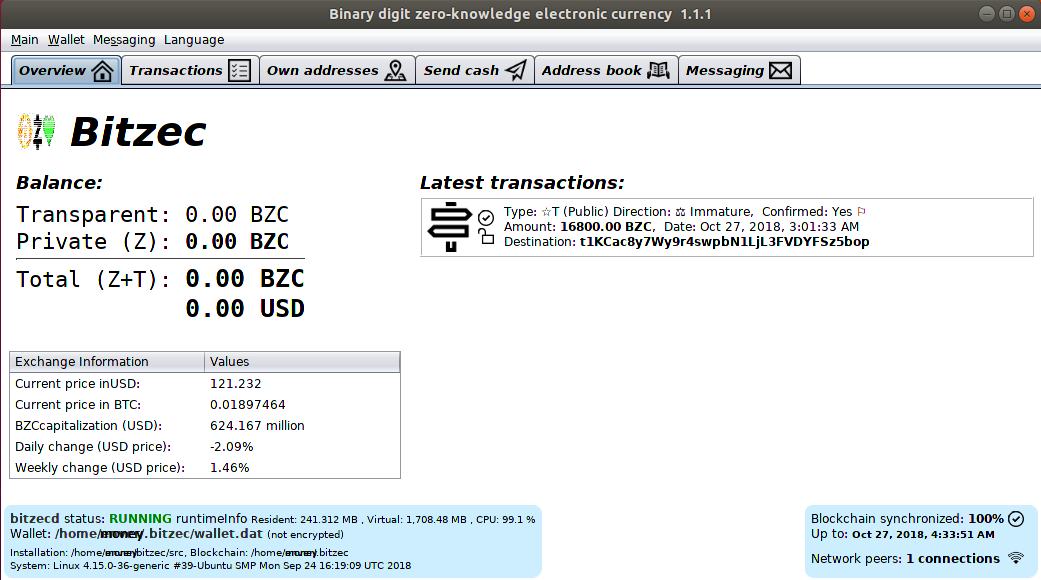 Binary digit zero-knowledge electronic currency 1.1.1
Main Wallet Messaging Language
Overview Transactions Own addresses Send cash Address book Messaging
Bitzec
Balance:
Transparent: 0.00 BZC
Private (Z): 0.00 BZC
Total (Z+T): 0.00 BZC
0.00 USD
Latest transactions:
Type: ☆T (Public) Direction: ⚖ Immature, Confirmed: Yes ⚐
Amount: 16800.00 BZC, Date: Oct 27, 2018, 3:01:33 AM
Destination: t1KCac8y7Wy9r4swpbN1LjL3FVDYFSz5bop
Exchange Information Values
Current price inUSD: 121.232
Current price in BTC: 0.01897464
BZCcapitalization (USD): 624.167 million
Daily change (USD price): -2.09%
Weekly change (USD price): 1.46%
bitzecd status: RUNNING runtimeInfo Resident: 241.312 MB , Virtual: 1,708.48 MB , CPU: 99.1 %
Wallet: /home/money/.bitzec/wallet.dat (not encrypted)
Installation: /home/money/bitzec/src, Blockchain: /home/money/.bitzec
System: Linux 4.15.0-36-generic #39-Ubuntu SMP Mon Sep 24 16:19:09 UTC 2018
Blockchain synchronized: 100%
Up to: Oct 27, 2018, 4:33:51 AM
Network peers: 1 connections